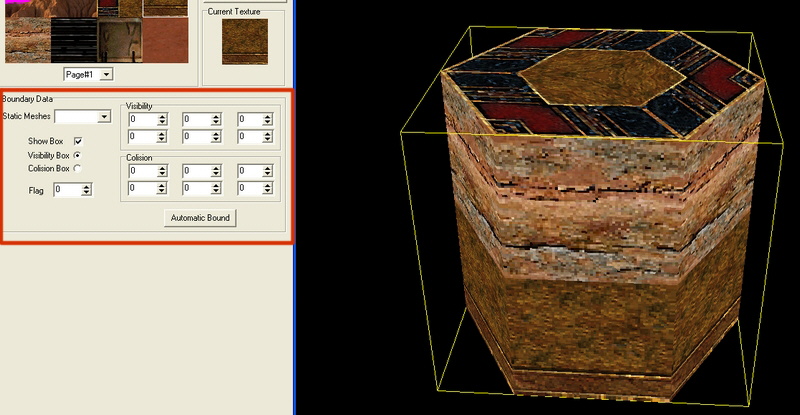 Current Texture
Page#1
Boundary Data
Static Meshes
Visibility
0 0 0
0 0 0
Show Box
Visibility Box
Colision Box
Colision
0 0 0
0 0 0
Flag 0
Automatic Bound